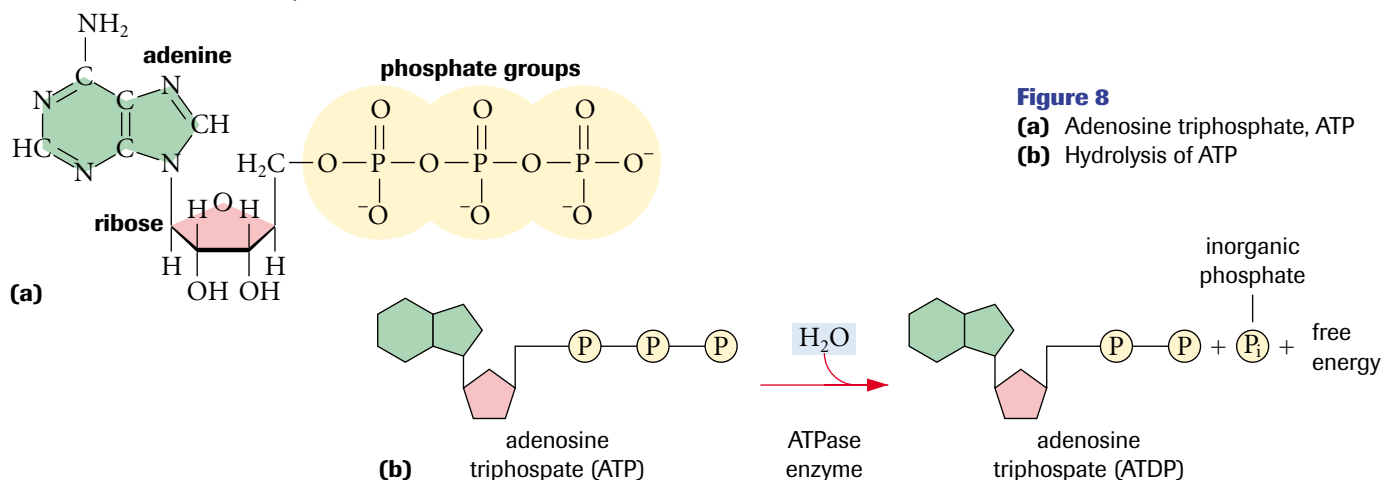 NH₂
adenine
phosphate groups
C N O O O
N C
CH
HC C
N N H₂C O P O P O P O⁻
⁻O ⁻O ⁻O
ribose H O H
H H
OH OH
(a)
Figure 8
(a) Adenosine triphosphate, ATP
(b) Hydrolysis of ATP
inorganic
phosphate
P P P
H₂O
P P + Pᵢ + free
energy
(b)
adenosine
triphospate (ATP)
ATPase
enzyme
adenosine
triphospate (ATDP)